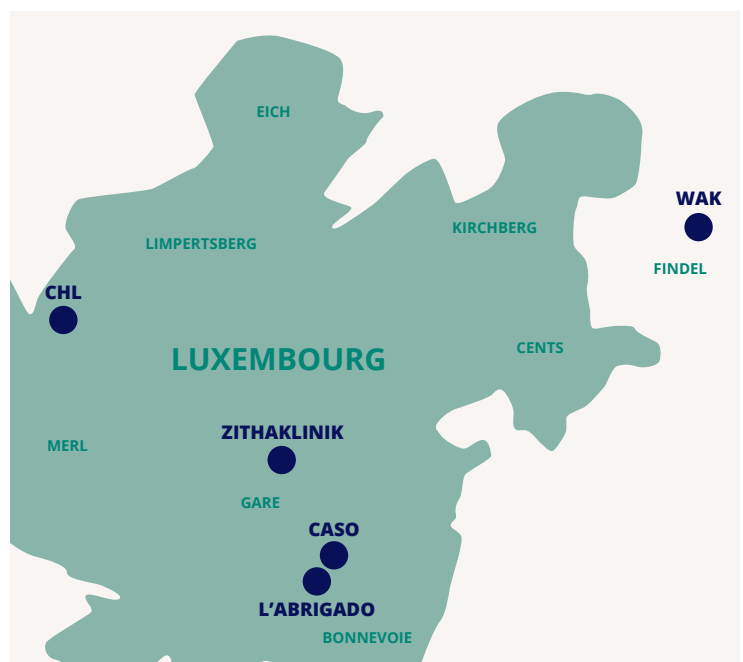 EICH
WAK
KIRCHBERG
LIMPERTSBERG
FINDEL
CHL
CENTS
LUXEMBOURG
ZITHAKLINIK
MERL
GARE
CASO
L’ABRIGADO
BONNEVOIE